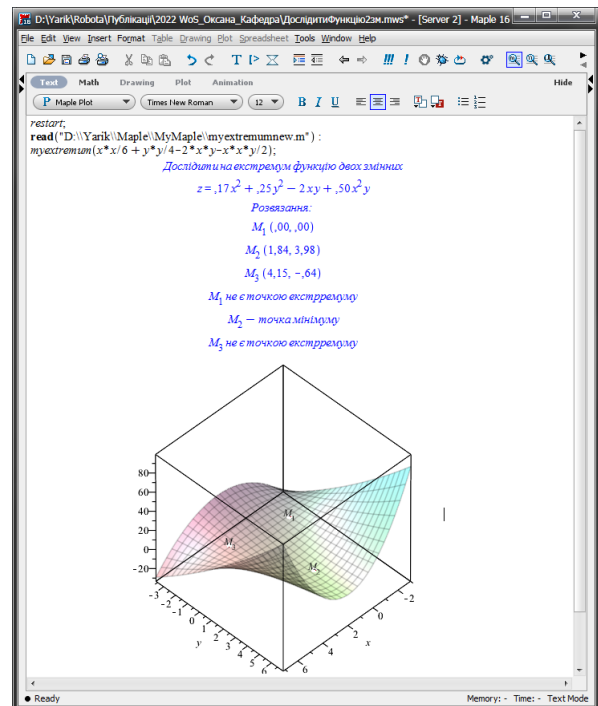 D:\Yarik\Robota\Публікації\2022 WoS_Оксана_Кафедра\ДослідитиФункцію2зм.mws* - [Server 2] - Maple 16
File Edit View Insert Format Table Drawing Plot Spreadsheet Tools Window Help
Text Math Drawing Plot Animation Hide
P Maple Plot Times New Roman 12 B I U
restart;
read("D:\\Yarik\\Maple\\MyMaple\\myextremumnew.m") :
myextremum(x*x/6 + y*y/4-2*x*y-x*x*y/2);
Дослідити на екстремум функцію двох змінних
z = ,17 x² + ,25 y² − 2 x y + ,50 x² y
Розвязання:
M₁ (,00, ,00)
M₂ (1,84, 3,98)
M₃ (4,15, −,64)
M₁ не є точкою екстрремуму
M₂ − точка мінімуму
M₃ не є точкою екстрремуму
80
60
40
20
0
-20
M₁
M₃
M₂
-3
-2
-1
0
1
2
3
4
5
6
y
6
4
2
0
-2
x
Ready Memory: - Time: - Text Mode